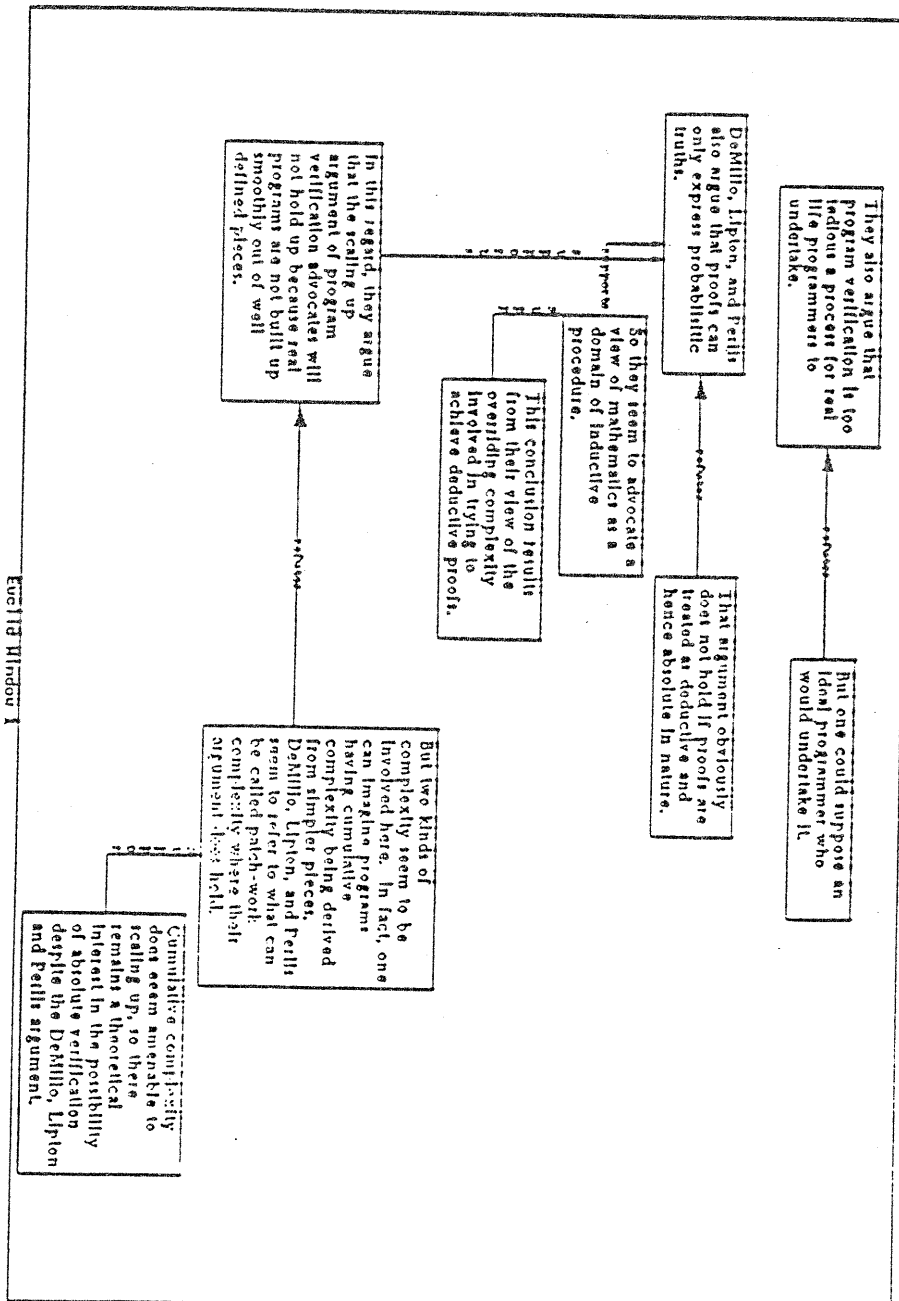 They also argue that
program verification is too
tedious a process for real
life programmers to
undertake.
refutes
But one could suppose an
ideal programmer who
would undertake it.
DeMillo, Lipton, and Perlis
also argue that proofs can
only express probabilistic
truths.
refutes
That argument obviously
does not hold if proofs are
treated as deductive and
hence absolute in nature.
supports
So they seem to advocate a
view of mathematics as a
domain of inductive
procedure.
This conclusion results
from their view of the
overriding complexity
involved in trying to
achieve deductive proofs.
supports
In this regard, they argue
that the scaling up
argument of program
verification advocates will
not hold up because real
programs are not built up
smoothly out of well
defined pieces.
refutes
But two kinds of
complexity seem to be
involved here. In fact, one
can imagine programs
having cumulative
complexity being derived
from simpler pieces.
DeMillo, Lipton, and Perlis
seem to refer to what can
be called patch-work
complexity where their
argument does hold.
Cumulative complexity
does seem amenable to
scaling up, so there
remains a theoretical
interest in the possibility
of absolute verification
despite the DeMillo, Lipton
and Perlis argument.
Euclid Window 1